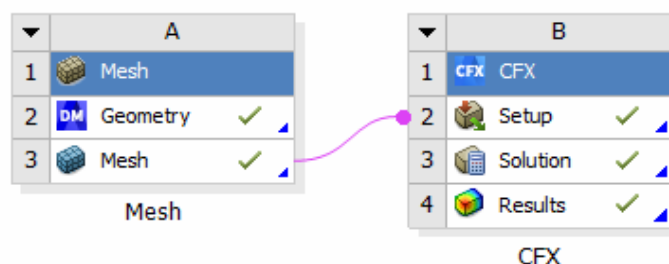 A
1 Mesh
2 DM Geometry
3 Mesh
Mesh
B
1 CFX CFX
2 Setup
3 Solution
4 Results
CFX